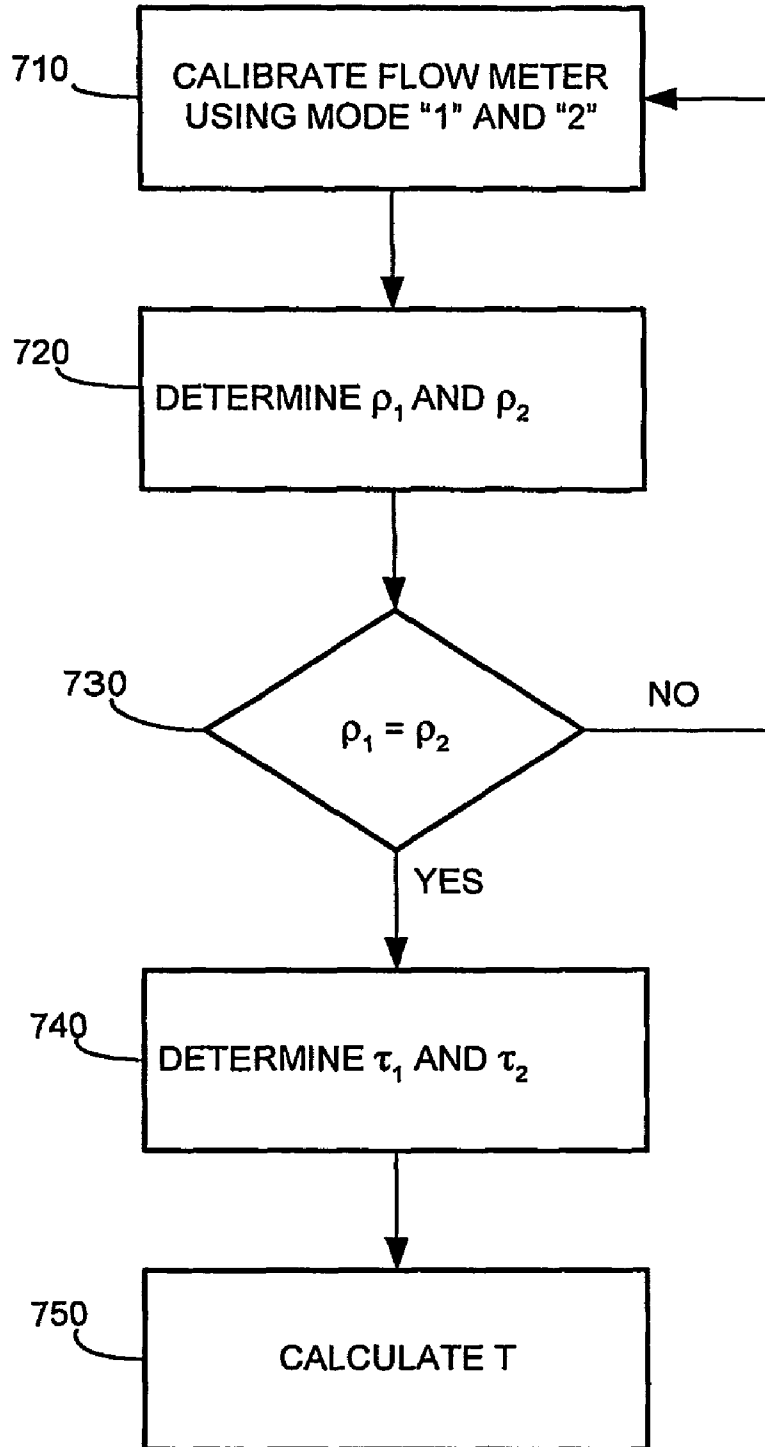 710
CALIBRATE FLOW METER
USING MODE "1" AND "2"
720
DETERMINE ρ₁ AND ρ₂
730
ρ₁ = ρ₂
NO
YES
740
DETERMINE τ₁ AND τ₂
750
CALCULATE T